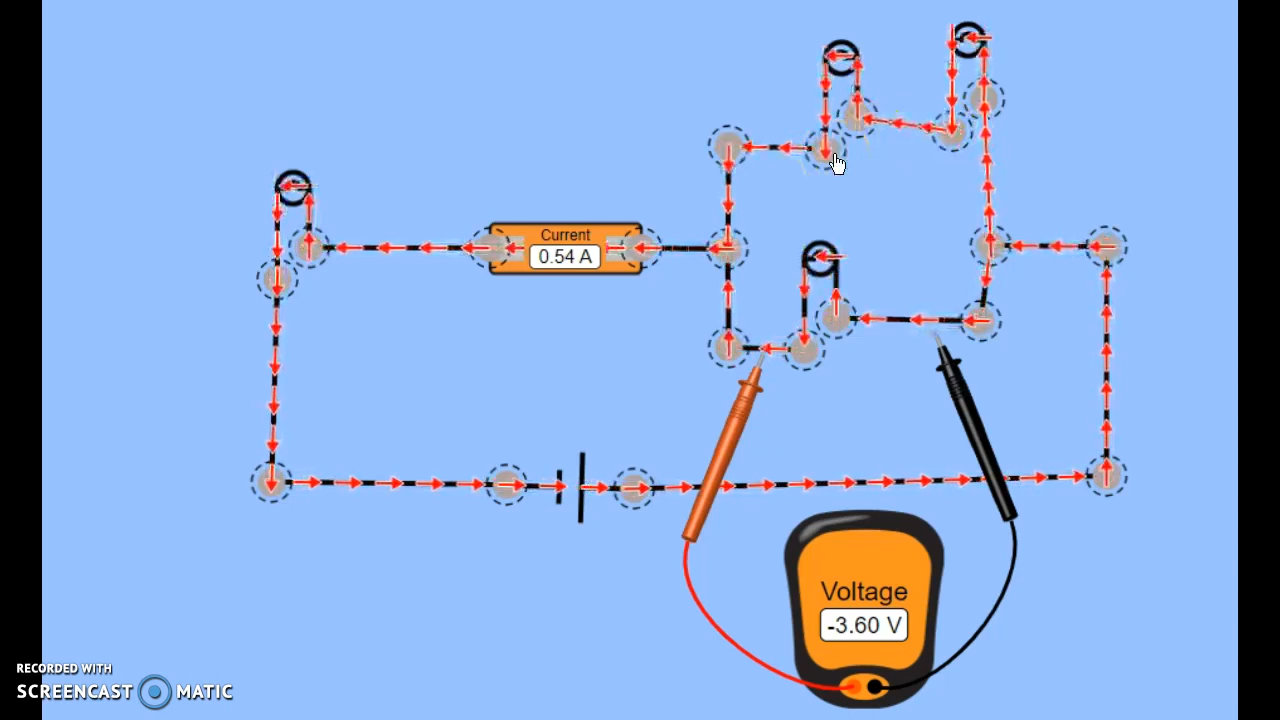 Current
0.54 A
Voltage
-3.60 V
RECORDED WITH
SCREENCAST MATIC